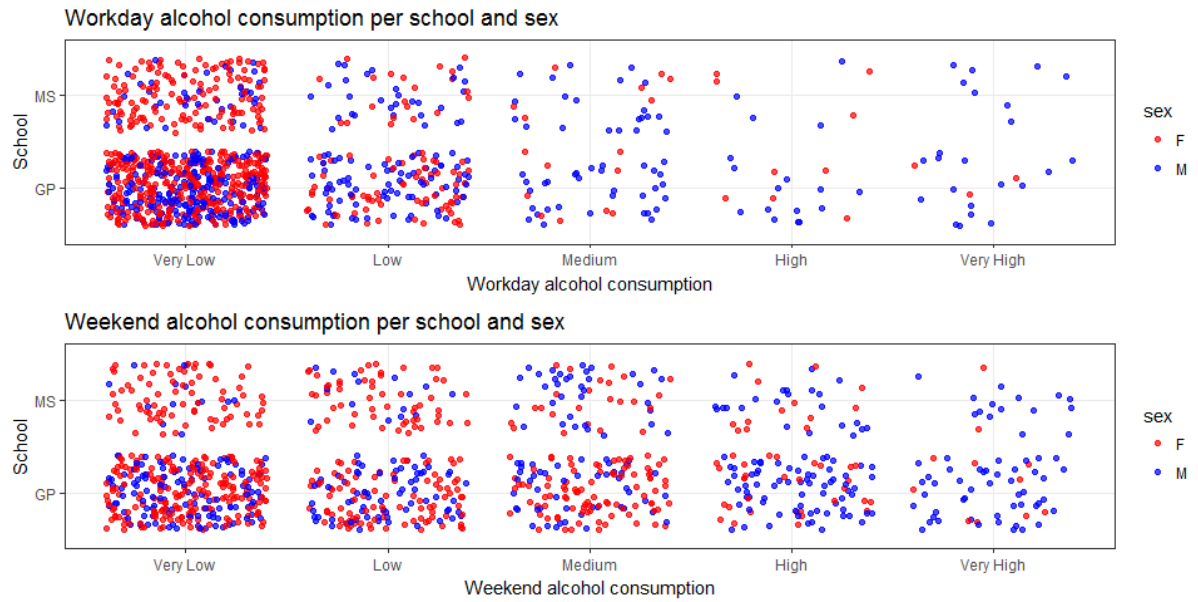 Workday alcohol consumption per school and sex
School
MS
GP
Very Low Low Medium High Very High
Workday alcohol consumption
sex
F
M
Weekend alcohol consumption per school and sex
School
MS
GP
Very Low Low Medium High Very High
Weekend alcohol consumption
sex
F
M